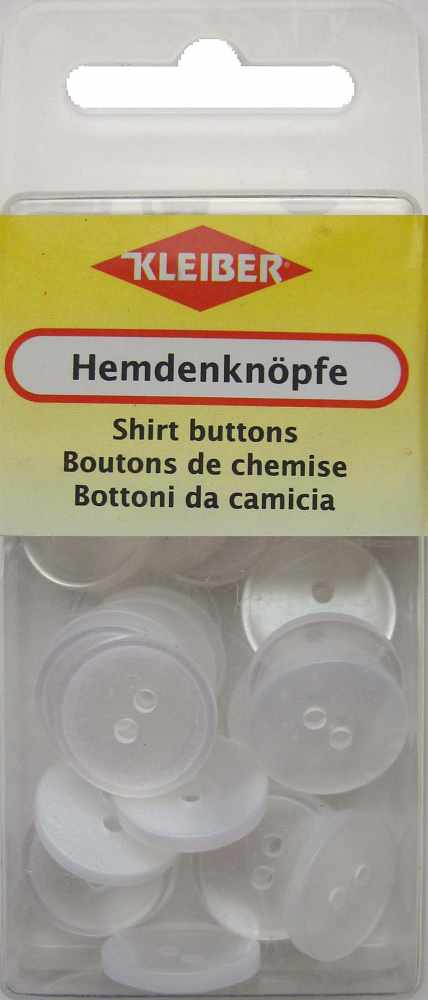 KLEIBER
Hemdenknöpfe
Shirt buttons
Boutons de chemise
Bottoni da camicia